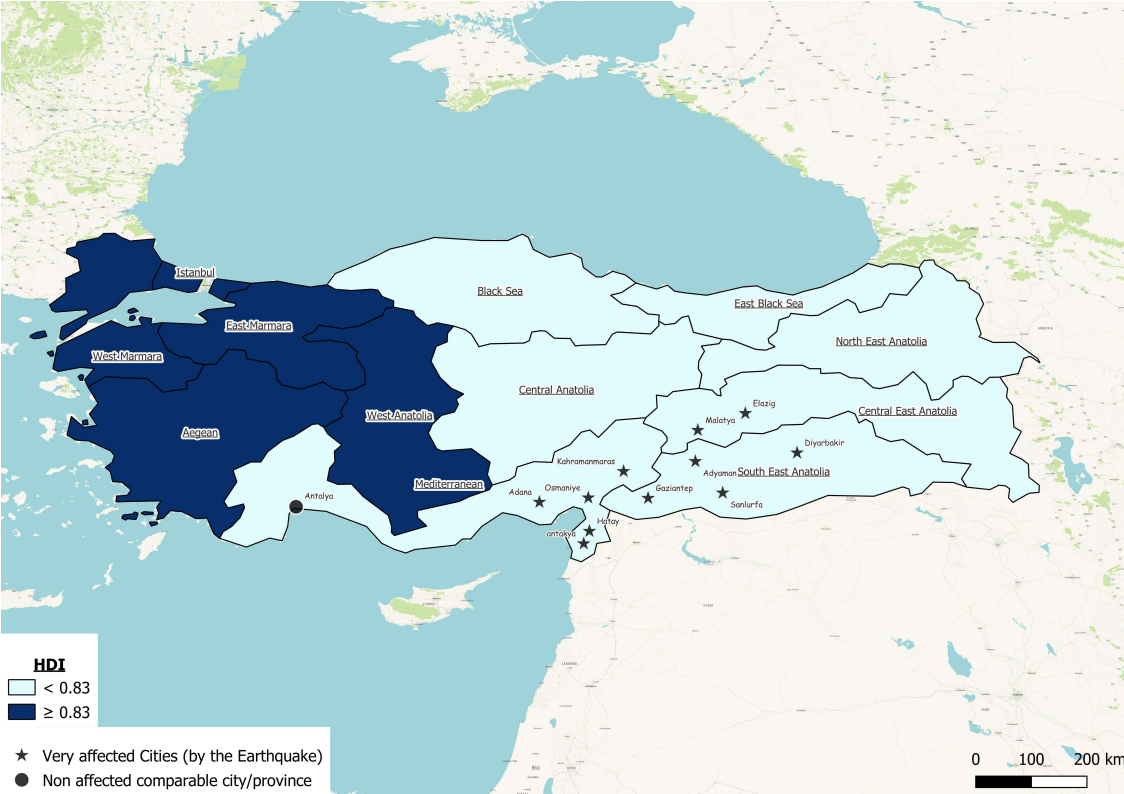 Istanbul
Black Sea
East Black Sea
East Marmara
North East Anatolia
West Marmara
Central Anatolia
Central East Anatolia
Elazig
West Anatolia
Malatya
Aegean
Diyarbakir
Kahramanmaras
Adyaman
South East Anatolia
Mediterranean
Adana
Osmaniye
Gaziantep
Antalya
Sanlurfa
Hatay
antakya
HDI
< 0.83
≥ 0.83
Very affected Cities (by the Earthquake)
Non affected comparable city/province
0 100 200 km